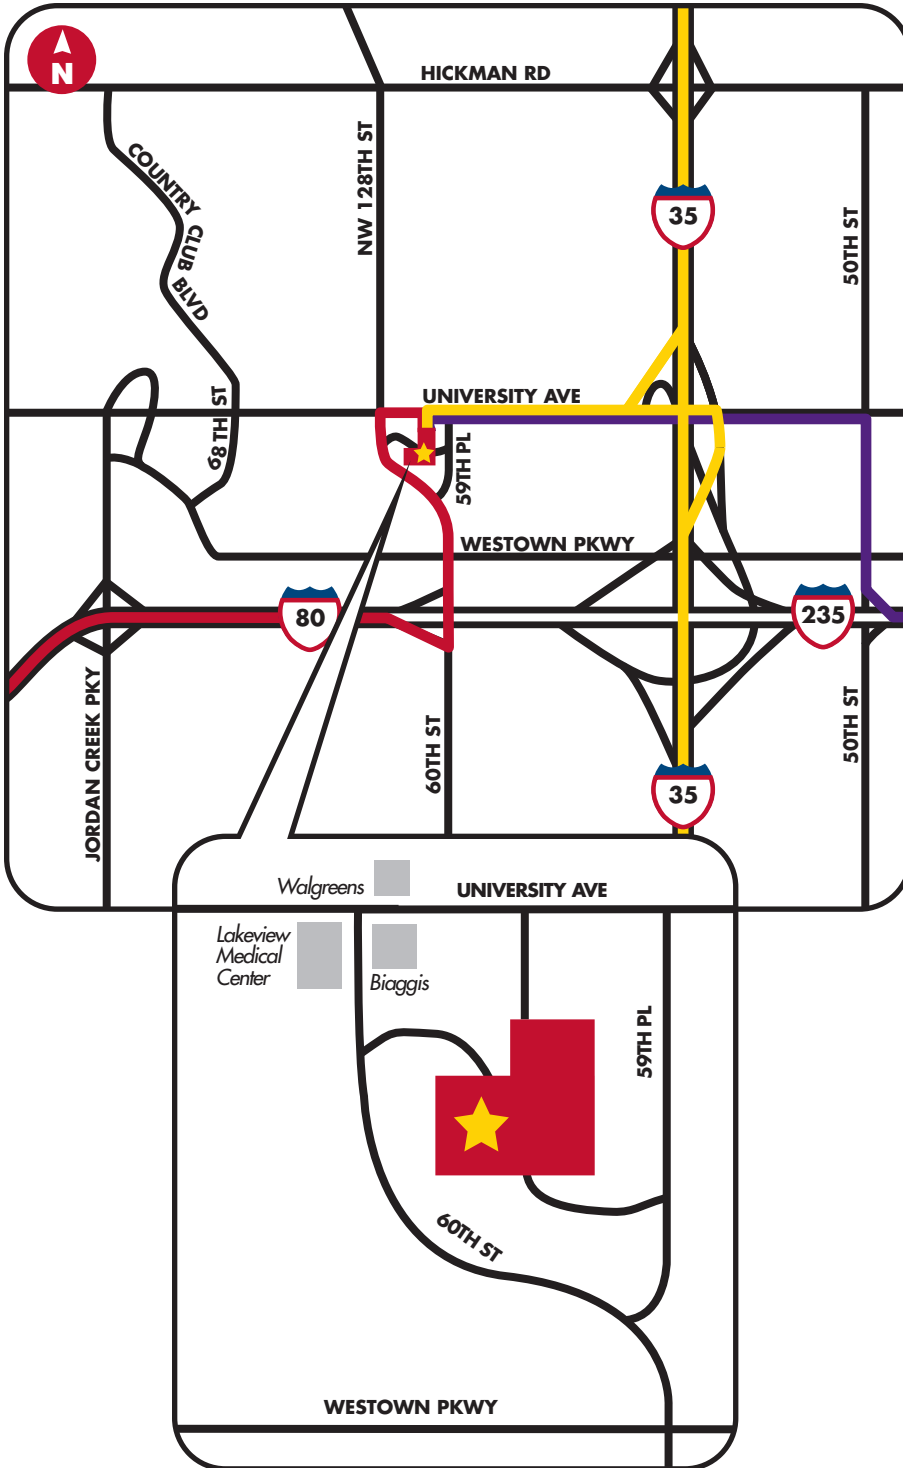 N
HICKMAN RD
COUNTRY CLUB BLVD
NW 128TH ST
35
50TH ST
UNIVERSITY AVE
68TH ST
59TH PL
WESTOWN PKWY
80
235
JORDAN CREEK PKY
60TH ST
50TH ST
35
Walgreens
UNIVERSITY AVE
Lakeview
Medical
Center
Biaggis
59TH PL
60TH ST
WESTOWN PKWY